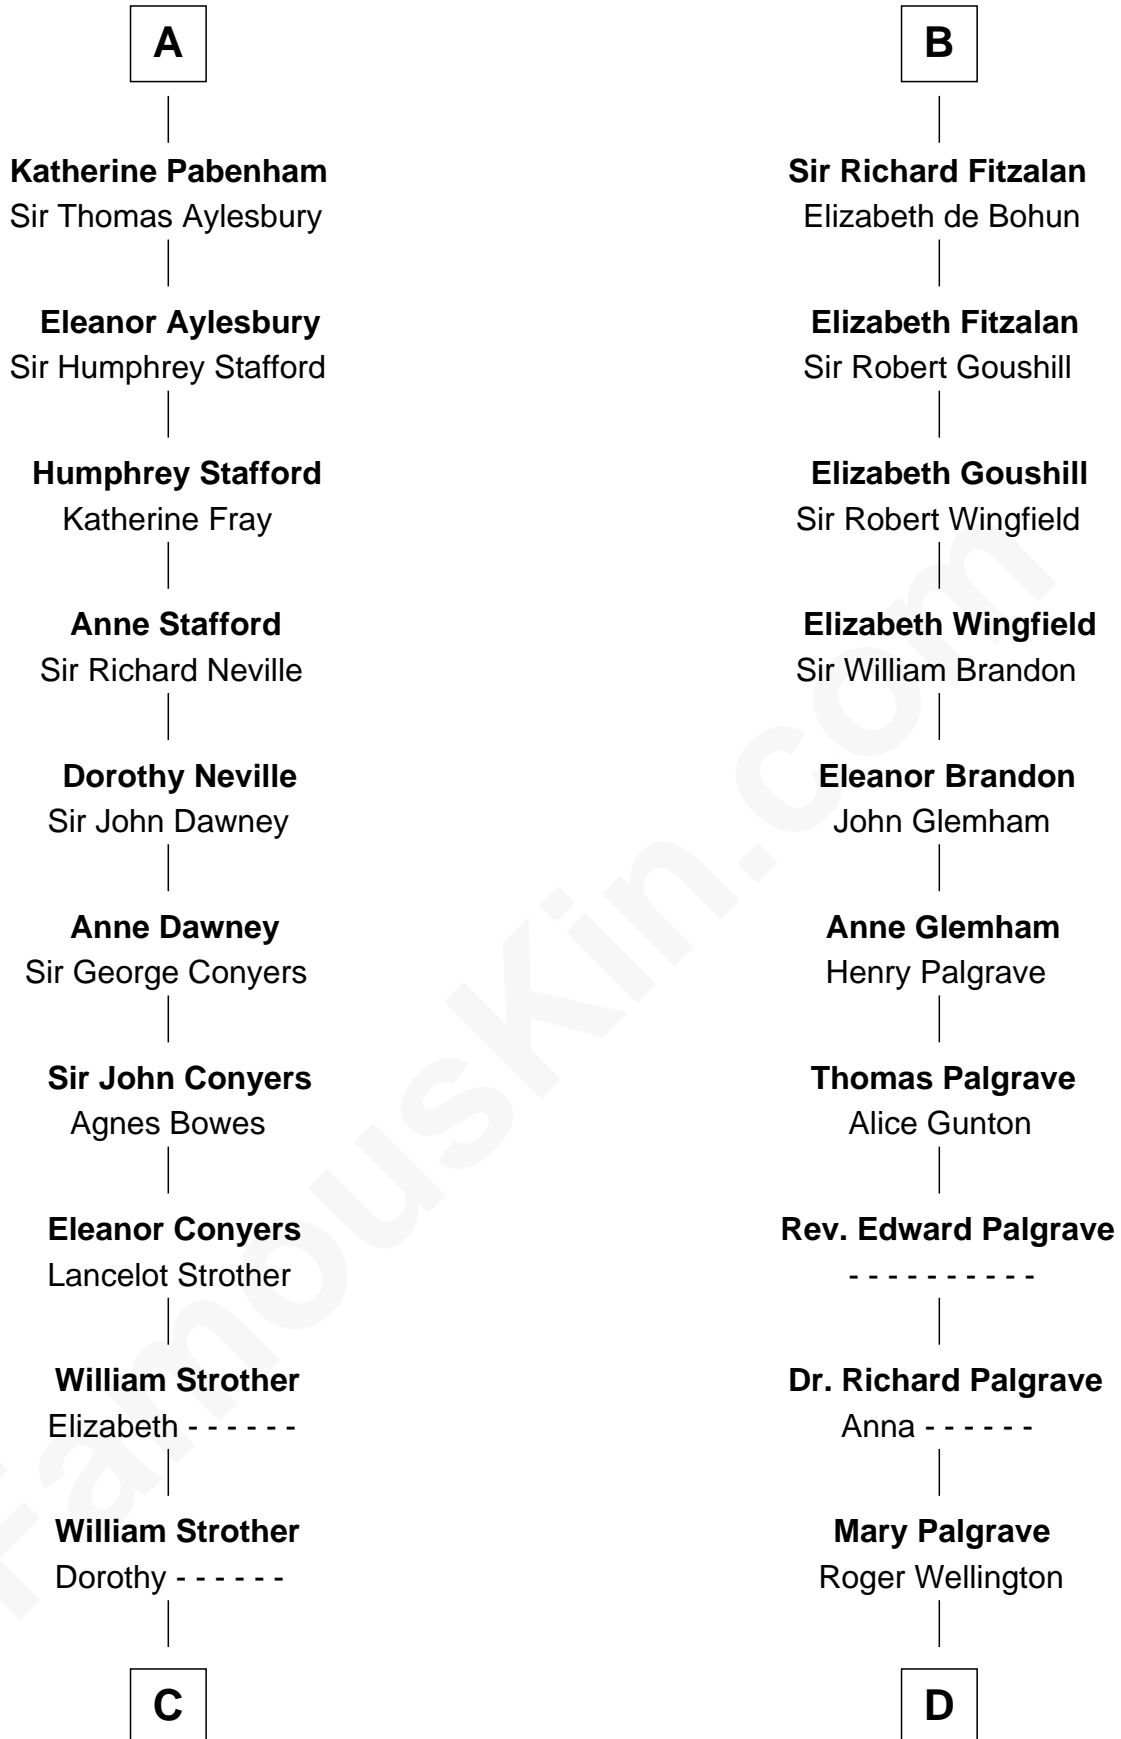 A
Katherine Pabenham
Sir Thomas Aylesbury
Eleanor Aylesbury
Sir Humphrey Stafford
Humphrey Stafford
Katherine Fray
Anne Stafford
Sir Richard Neville
Dorothy Neville
Sir John Dawney
Anne Dawney
Sir George Conyers
Sir John Conyers
Agnes Bowes
Eleanor Conyers
Lancelot Strother
William Strother
Elizabeth - - - - - -
William Strother
Dorothy - - - - - -
C
B
Sir Richard Fitzalan
Elizabeth de Bohun
Elizabeth Fitzalan
Sir Robert Goushill
Elizabeth Goushill
Sir Robert Wingfield
Elizabeth Wingfield
Sir William Brandon
Eleanor Brandon
John Glemham
Anne Glemham
Henry Palgrave
Thomas Palgrave
Alice Gunton
Rev. Edward Palgrave
- - - - - - - - - -
Dr. Richard Palgrave
Anna - - - - - -
Mary Palgrave
Roger Wellington
D
FamousKin.com